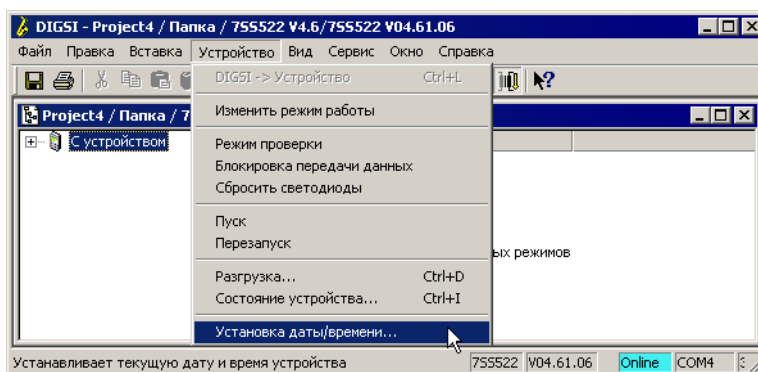 DIGSI - Project4 / Папка / 7SS522 V4.6/7SS522 V04.61.06
Файл Правка Вставка Устройство Вид Сервис Окно Справка
DIGSI -> Устройство Ctrl+L
Изменить режим работы
Project4 / Папка / 7
С устройством
Режим проверки
Блокировка передачи данных
Сбросить светодиоды
Пуск
Перезапуск
ых режимов
Разгрузка... Ctrl+D
Состояние устройства... Ctrl+I
Установка даты/времени...
Устанавливает текущую дату и время устройства 7SS522 V04.61.06 Online COM4